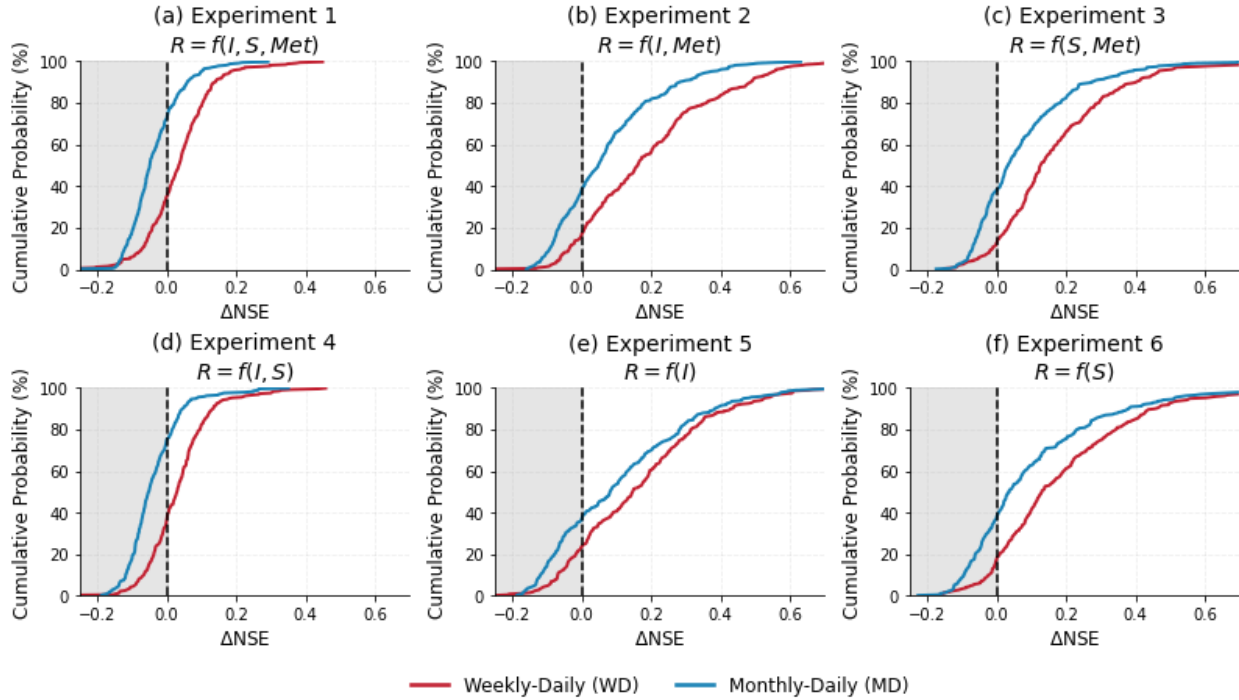 (a) Experiment 1
R = f(I, S, Met)
Cumulative Probability (%)
100
80
60
40
20
0
−0.2 0.0 0.2 0.4 0.6
ΔNSE
(b) Experiment 2
R = f(I, Met)
Cumulative Probability (%)
100
80
60
40
20
0
−0.2 0.0 0.2 0.4 0.6
ΔNSE
(c) Experiment 3
R = f(S, Met)
Cumulative Probability (%)
100
80
60
40
20
0
−0.2 0.0 0.2 0.4 0.6
ΔNSE
(d) Experiment 4
R = f(I, S)
Cumulative Probability (%)
100
80
60
40
20
0
−0.2 0.0 0.2 0.4 0.6
ΔNSE
(e) Experiment 5
R = f(I)
Cumulative Probability (%)
100
80
60
40
20
0
−0.2 0.0 0.2 0.4 0.6
ΔNSE
(f) Experiment 6
R = f(S)
Cumulative Probability (%)
100
80
60
40
20
0
−0.2 0.0 0.2 0.4 0.6
ΔNSE
Weekly-Daily (WD) Monthly-Daily (MD)